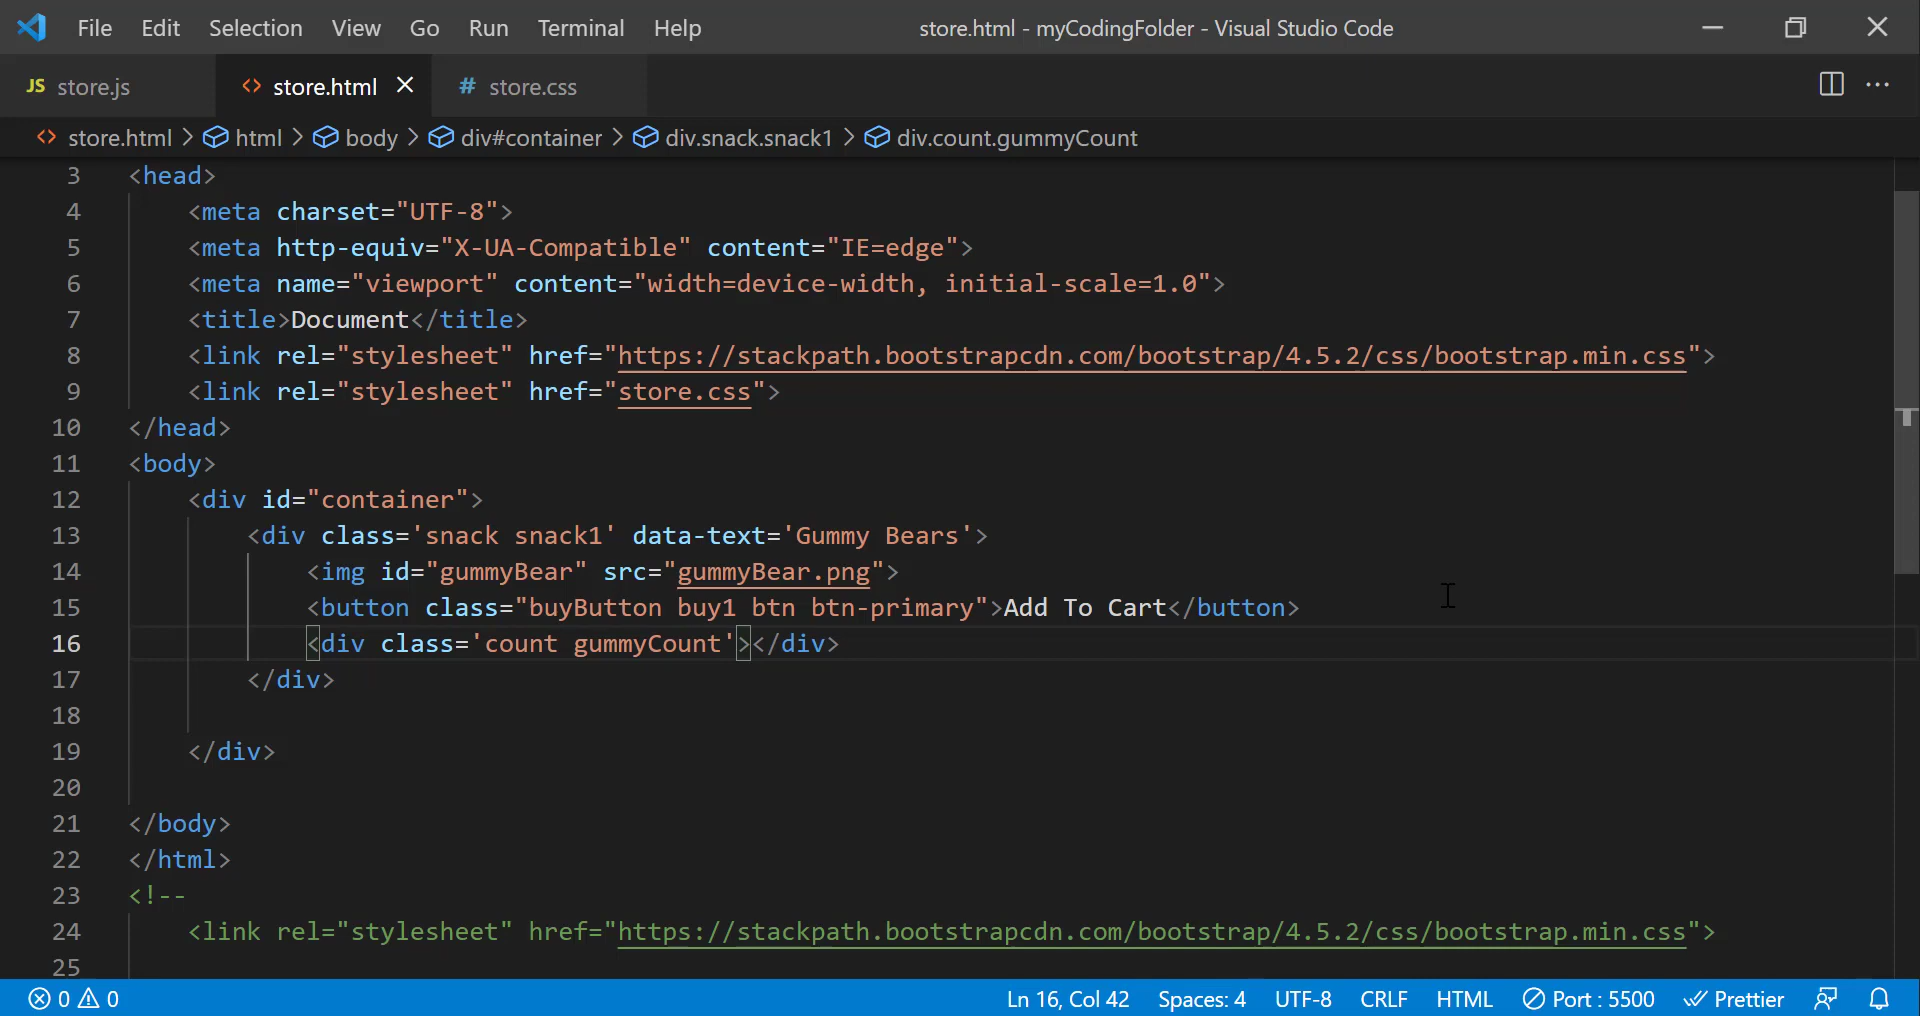 File Edit Selection View Go Run Terminal Help store.html - myCodingFolder - Visual Studio Code
JS store.js <> store.html # store.css
<> store.html > html > body > div#container > div.snack.snack1 > div.count.gummyCount
3 <head>
4 <meta charset="UTF-8">
5 <meta http-equiv="X-UA-Compatible" content="IE=edge">
6 <meta name="viewport" content="width=device-width, initial-scale=1.0">
7 <title>Document</title>
8 <link rel="stylesheet" href="https://stackpath.bootstrapcdn.com/bootstrap/4.5.2/css/bootstrap.min.css">
9 <link rel="stylesheet" href="store.css">
10 </head>
11 <body>
12 <div id="container">
13 <div class='snack snack1' data-text='Gummy Bears'>
14 <img id="gummyBear" src="gummyBear.png">
15 <button class="buyButton buy1 btn btn-primary">Add To Cart</button>
16 <div class='count gummyCount'></div>
17 </div>
18
19 </div>
20
21 </body>
22 </html>
23 <!--
24 <link rel="stylesheet" href="https://stackpath.bootstrapcdn.com/bootstrap/4.5.2/css/bootstrap.min.css">
25
0 0 Ln 16, Col 42 Spaces: 4 UTF-8 CRLF HTML Port : 5500 Prettier